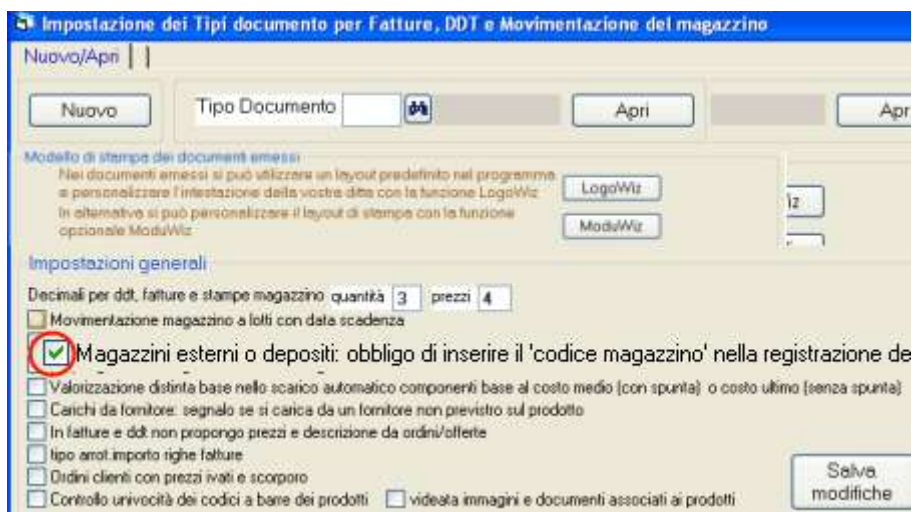 Impostazione dei Tipi documento per Fatture, DDT e Movimentazione del magazzino
Nuovo/Apri
Nuovo Tipo Documento Apri Apr
Modello di stampa dei documenti emessi
Nei documenti emessi si può utilizzare un layout predefinito nel programma
e personalizzare l'intestazione della vostra ditta con la funzione LogoWiz
LogoWiz
iz
In alternativa si può personalizzare il layout di stampa con la funzione
opzionale ModuWiz
ModuWiz
Impostazioni generali
Decimali per ddt, fatture e stampe magazzino quantità 3 prezzi 4
Movimentazione magazzino a lotti con data scadenza
Magazzini esterni o depositi: obbligo di inserire il 'codice magazzino' nella registrazione de
Valorizzazione distinta base nello scarico automatico componenti base al costo medio (con spunta) o costo ultimo (senza spunta)
Carichi da fornitore: segnalo se si carica da un fornitore non previstro sul prodotto
In fatture e ddt non propongo prezzi e descrizione da ordini/offerte
tipo arrot.importo righe fatture
Ordini clienti con prezzi ivati e scorporo
Controllo univocità dei codici a barre dei prodotti videata immagini e documenti associati ai prodotti
Salva
modifiche